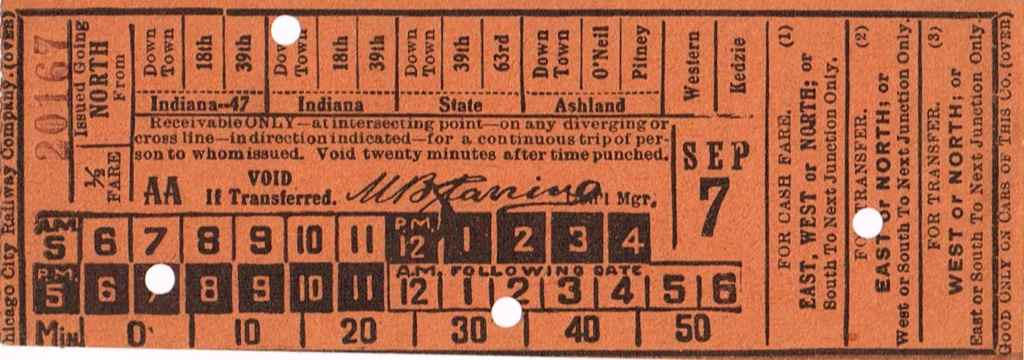 Chicago City Railway Company. (OVER)
20167
Issued Going
NORTH
From
½
FARE
Down Town
18th
39th
Indiana--47
Down Town
18th
39th
Indiana
Down Town
39th
63rd
State
Down Town
O'Neil
Pitney
Ashland
Western
Kedzie
Receivable ONLY—at intersecting point—on any diverging or
cross line—in direction indicated—for a continuous trip of per-
son to whom issued. Void twenty minutes after time punched.
AA
VOID
If Transferred.
Mgr.
SEP
7
A.M. 5 6 7 8 9 10 11 P.M. 12 1 2 3 4
P.M. 5 6 7 8 9 10 11 A.M. FOLLOWING DATE 12 1 2 3 4 5 6
Min. 0 10 20 30 40 50
(1)
FOR CASH FARE.
EAST, WEST or NORTH; or
South To Next Junction Only.
(2)
FOR TRANSFER.
EAST or NORTH; or
West or South To Next Junction Only.
(3)
FOR TRANSFER.
WEST or NORTH; or
East or South To Next Junction Only.
GOOD ONLY ON CARS OF THIS CO. (OVER)